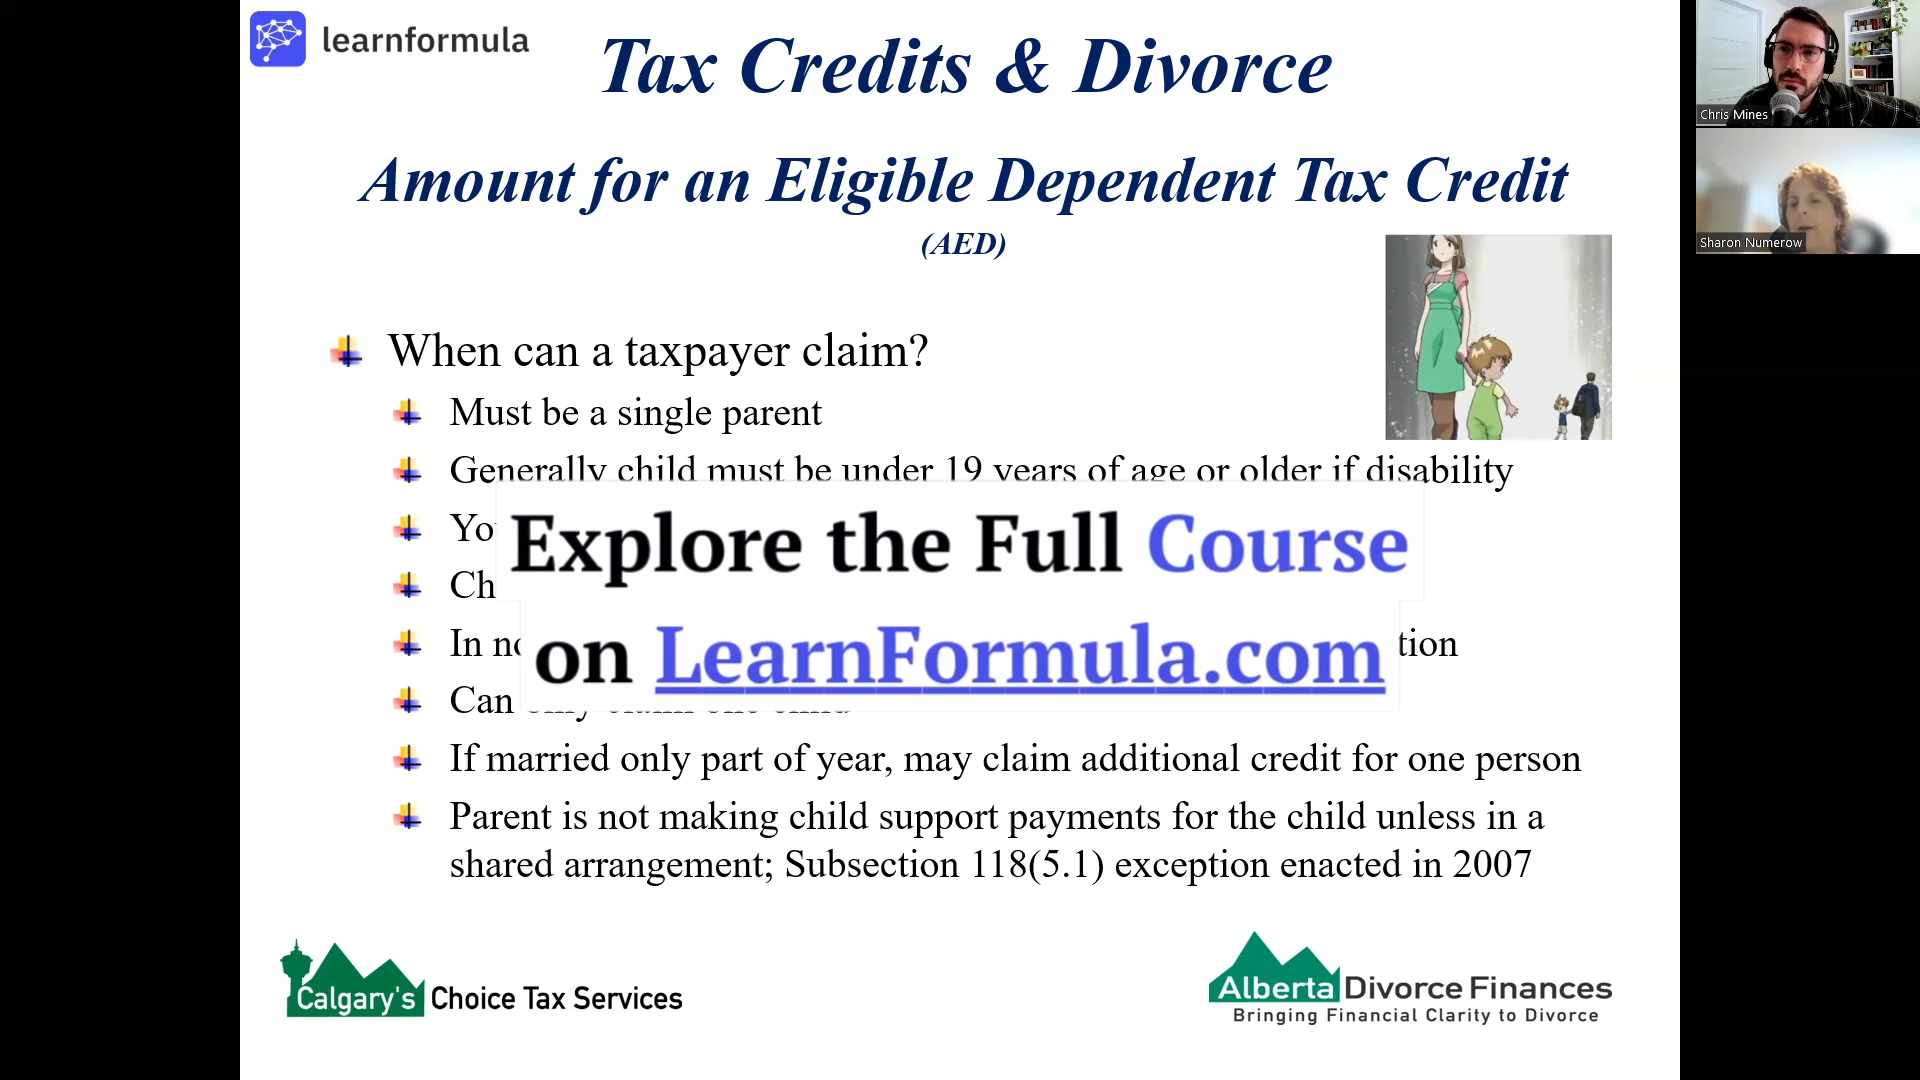 learnformula
Tax Credits & Divorce
Amount for an Eligible Dependent Tax Credit
(AED)
When can a taxpayer claim?
Must be a single parent
Generally child must be under 19 years of age or older if disability
Explore the Full Course
on LearnFormula.com
In
Can only claim one child
If married only part of year, may claim additional credit for one person
Parent is not making child support payments for the child unless in a
shared arrangement; Subsection 118(5.1) exception enacted in 2007
Calgary's Choice Tax Services
Alberta Divorce Finances
Bringing Financial Clarity to Divorce
Chris Mines
Sharon Numerow